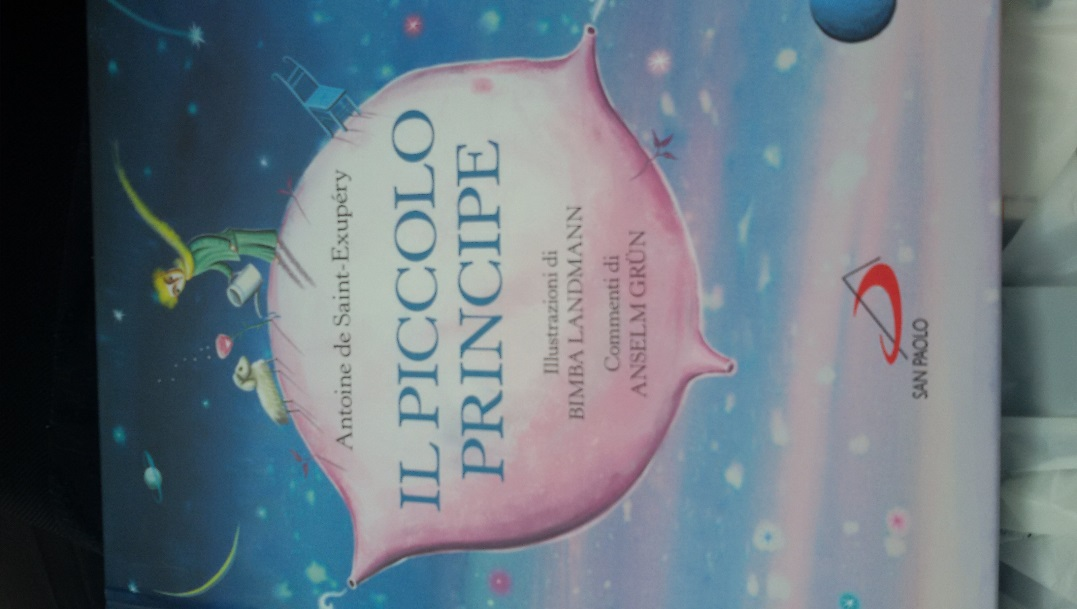 Antoine de Saint-Exupéry
IL PICCOLO
PRINCIPE
Illustrazioni di
BIMBA LANDMANN
Commenti di
ANSELM GRÜN
SAN PAOLO